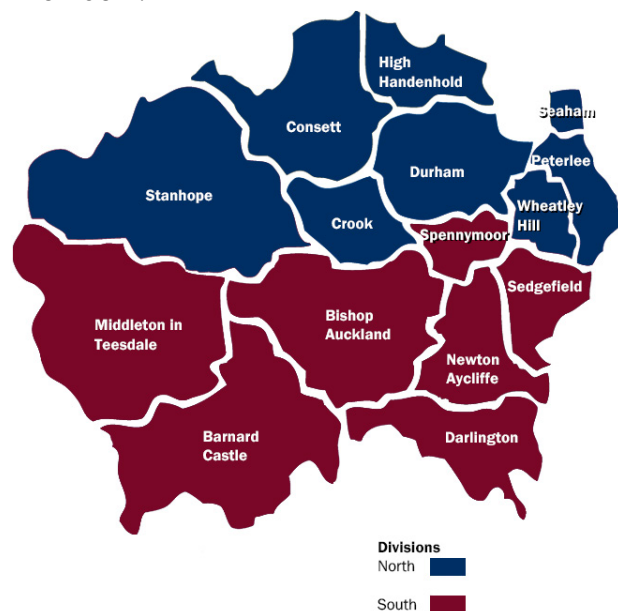 High
Handenhold
Consett
Seaham
Peterlee
Durham
Stanhope
Wheatley
Hill
Crook
Spennymoor
Sedgefield
Bishop
Auckland
Middleton in
Teesdale
Newton
Aycliffe
Barnard
Castle
Darlington
Divisions
North
South